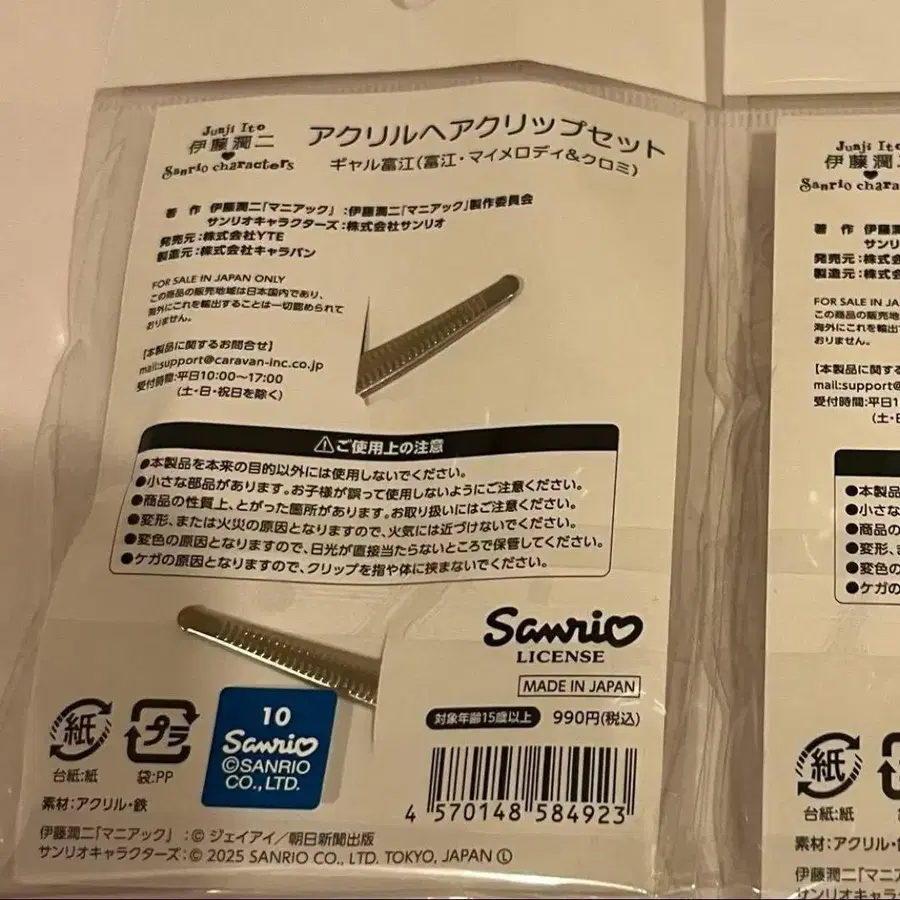 Junji Ito
伊藤潤二
Sanrio characters
アクリルヘアクリップセット
ギャル富江(富江・マイメロディ&クロミ)
著 作 伊藤潤二『マニアック』:伊藤潤二『マニアック』製作委員会
サンリオキャラクターズ:株式会社サンリオ
発売元:株式会社YTE
製造元:株式会社キャラバン
FOR SALE IN JAPAN ONLY
この商品の販売地域は日本国内であり、
海外にこれを輸出することは一切認められて
おりません。
【本製品に関するお問合せ】
mail:support@caravan-inc.co.jp
受付時間:平日10:00~17:00
(土・日・祝日を除く)
⚠ご使用上の注意
●本製品を本来の目的以外には使用しないでください。
●小さな部品があります。お子様が誤って使用しないようにご注意ください。
●商品の性質上、とがった箇所があります。お取り扱いにはご注意ください。
●変形、または火災の原因となりますので、火気には近づけないでください。
●変色の原因となりますので、日光が直接当たらないところで保管してください。
●ケガの原因となりますので、クリップを指や体に挟まないでください。
Sanrio
LICENSE
MADE IN JAPAN
対象年齢15歳以上 990円(税込)
紙
プラ
台紙:紙
袋:PP
10
Sanrio
©SANRIO
CO., LTD.
4 570148 584923
素材:アクリル・鉄
伊藤潤二『マニアック』:© ジェイアイ/朝日新聞出版
サンリオキャラクターズ:© 2025 SANRIO CO., LTD. TOKYO, JAPAN Ⓛ
Junji Ito
伊藤潤二
Sanrio chara
著 作 伊藤潤
サンリ
発売元:株式会
製造元:株式会
FOR SALE IN JA
この商品の販売地
海外にこれを輸出
おりません。
【本製品に関する
mail:support@
受付時間:平日1
(土・日
●本製品
●小さな
●商品の
●変形、ま
●変色の
●ケガの
紙
台紙:紙
素材:アクリル・
伊藤潤二『マニア
サンリオキャラクタ